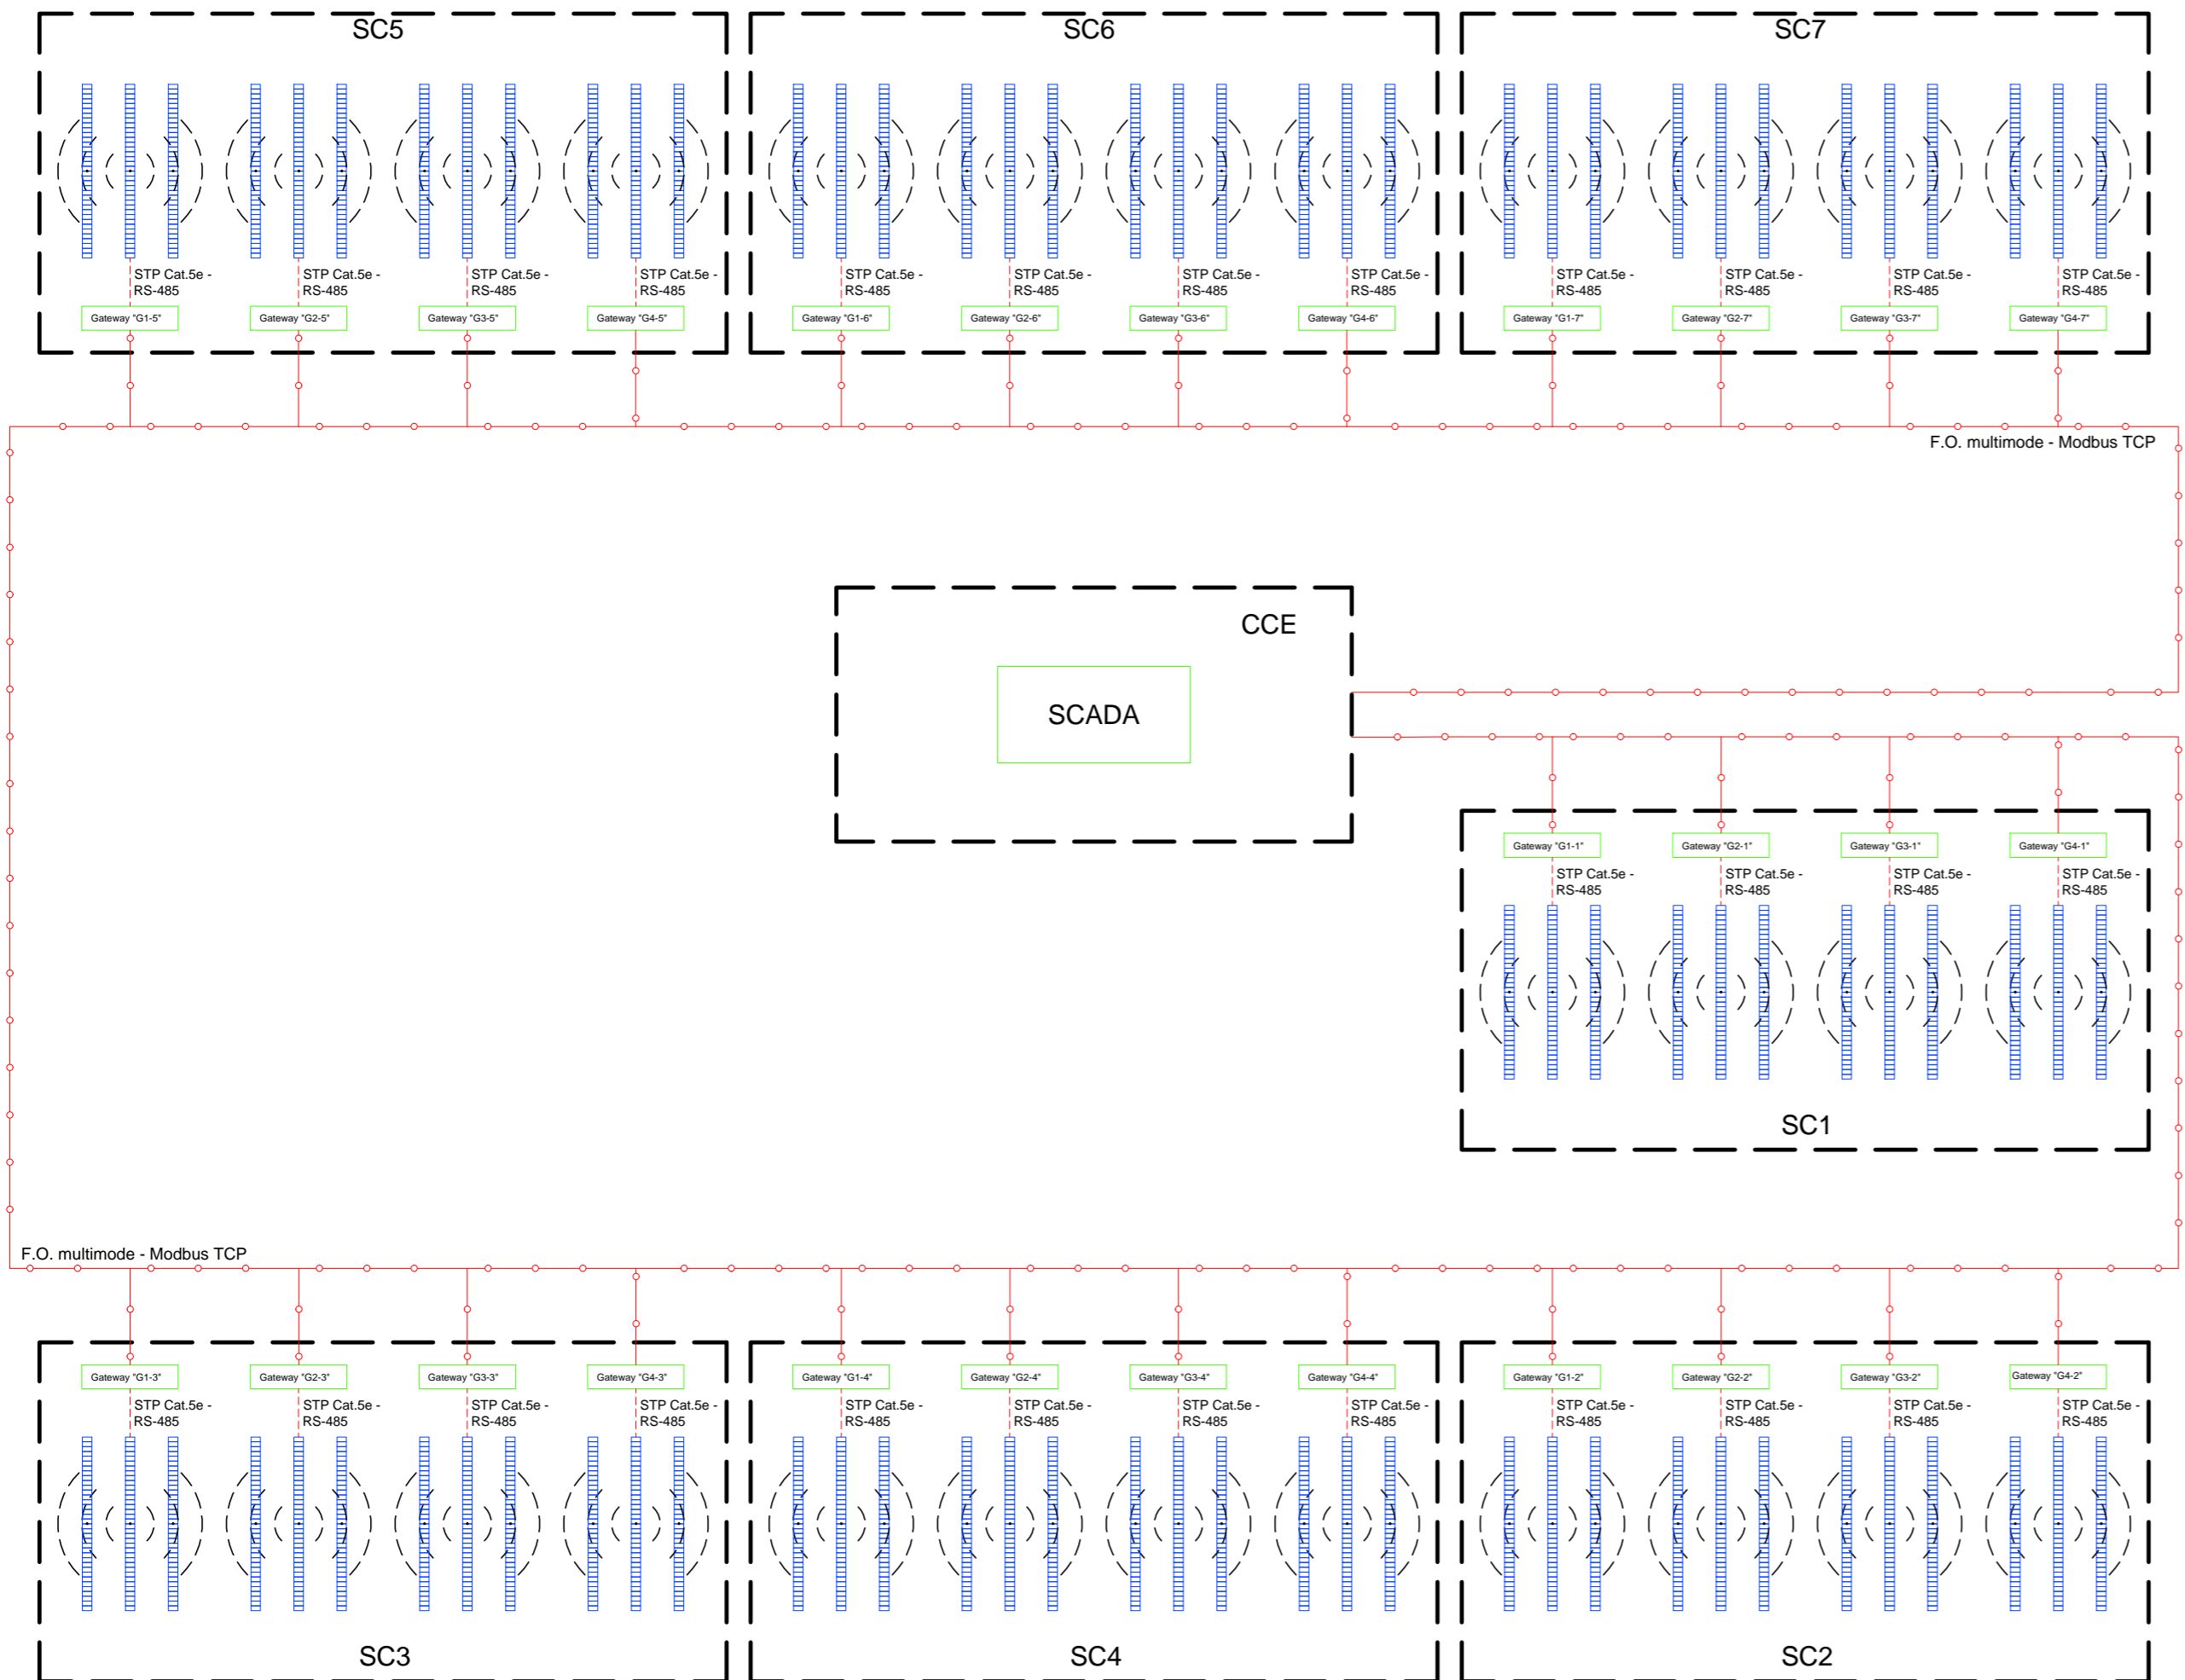 SC5
SC6
SC7
STP Cat.5e -
RS-485
STP Cat.5e -
RS-485
STP Cat.5e -
RS-485
STP Cat.5e -
RS-485
STP Cat.5e -
RS-485
STP Cat.5e -
RS-485
STP Cat.5e -
RS-485
STP Cat.5e -
RS-485
STP Cat.5e -
RS-485
STP Cat.5e -
RS-485
STP Cat.5e -
RS-485
STP Cat.5e -
RS-485
Gateway "G1-5"
Gateway "G2-5"
Gateway "G3-5"
Gateway "G4-5"
Gateway "G1-6"
Gateway "G2-6"
Gateway "G3-6"
Gateway "G4-6"
Gateway "G1-7"
Gateway "G2-7"
Gateway "G3-7"
Gateway "G4-7"
F.O. multimode - Modbus TCP
CCE
SCADA
Gateway "G1-1"
Gateway "G2-1"
Gateway "G3-1"
Gateway "G4-1"
STP Cat.5e -
RS-485
STP Cat.5e -
RS-485
STP Cat.5e -
RS-485
STP Cat.5e -
RS-485
SC1
F.O. multimode - Modbus TCP
Gateway "G1-3"
Gateway "G2-3"
Gateway "G3-3"
Gateway "G4-3"
Gateway "G1-4"
Gateway "G2-4"
Gateway "G3-4"
Gateway "G4-4"
Gateway "G1-2"
Gateway "G2-2"
Gateway "G3-2"
Gateway "G4-2"
STP Cat.5e -
RS-485
STP Cat.5e -
RS-485
STP Cat.5e -
RS-485
STP Cat.5e -
RS-485
STP Cat.5e -
RS-485
STP Cat.5e -
RS-485
STP Cat.5e -
RS-485
STP Cat.5e -
RS-485
STP Cat.5e -
RS-485
STP Cat.5e -
RS-485
STP Cat.5e -
RS-485
STP Cat.5e -
RS-485
SC3
SC4
SC2